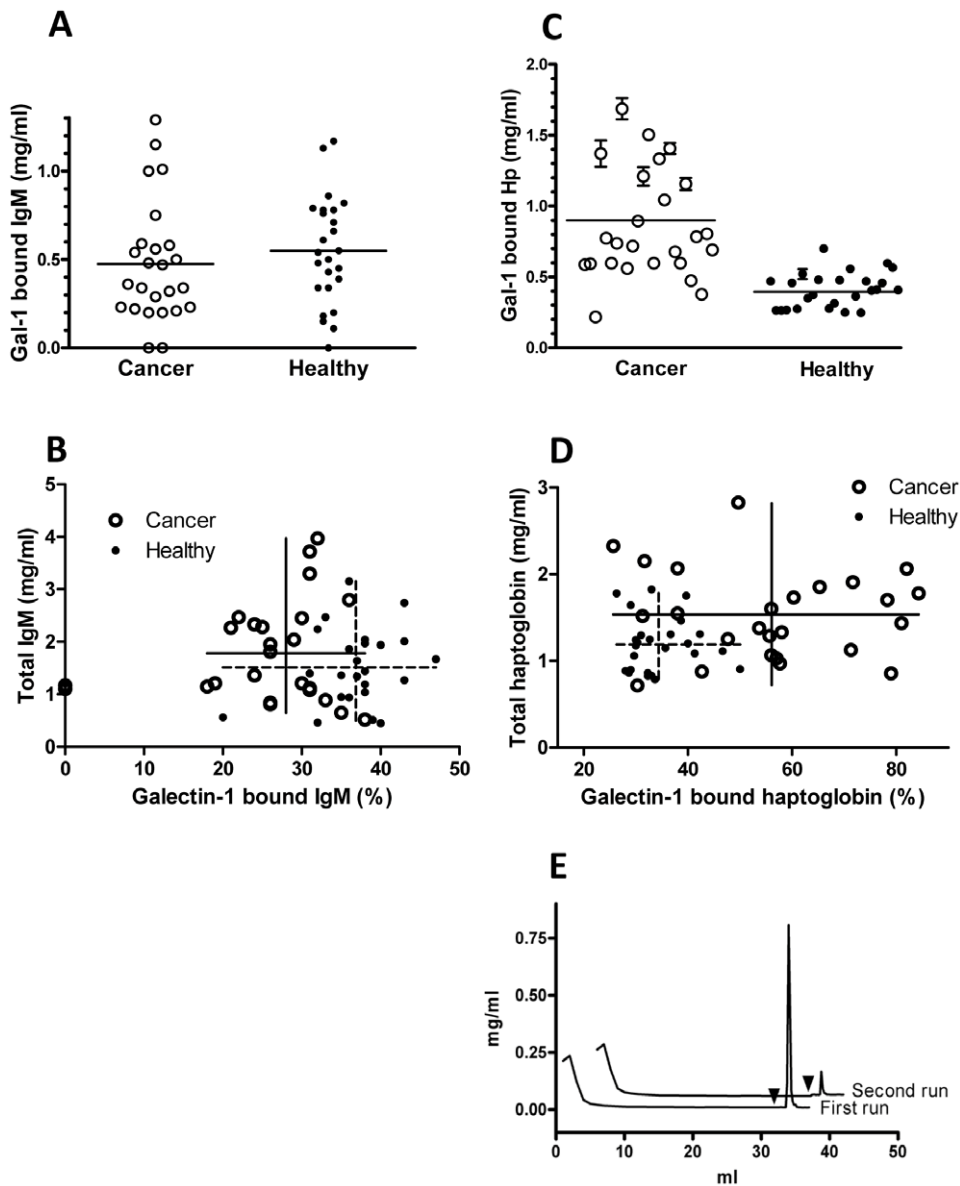 A
Gal-1 bound IgM (mg/ml)
1.0
0.5
0.0
Cancer Healthy
C
Gal-1 bound Hp (mg/ml)
2.0
1.5
1.0
0.5
0.0
Cancer Healthy
B
Total IgM (mg/ml)
5
4
3
2
1
0
Cancer
Healthy
0 10 20 30 40 50
Galectin-1 bound IgM (%)
D
Total haptoglobin (mg/ml)
3
2
1
0
Cancer
Healthy
20 40 60 80
Galectin-1 bound haptoglobin (%)
E
mg/ml
0.75
0.25
0.00
Second run
First run
0 10 20 30 40 50
ml